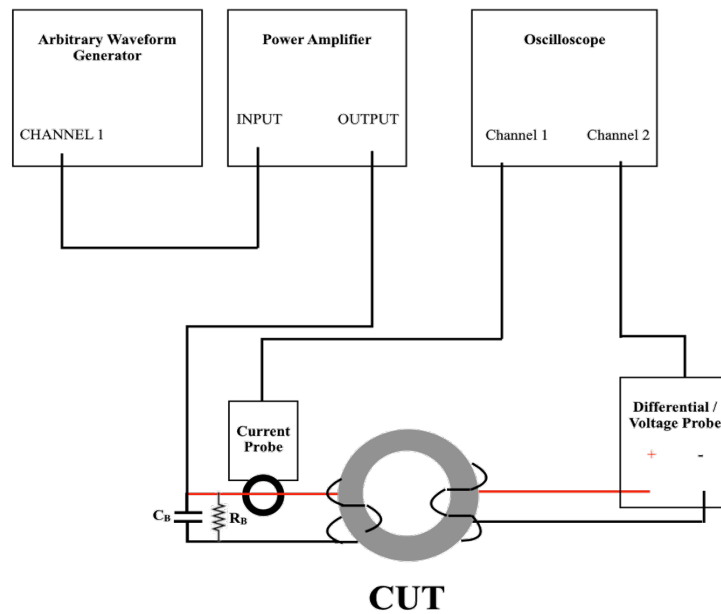 Arbitrary Waveform
Generator
CHANNEL 1
Power Amplifier
INPUT
OUTPUT
Oscilloscope
Channel 1
Channel 2
Current
Probe
Differential /
Voltage Probe
+
-
CB
RB
CUT